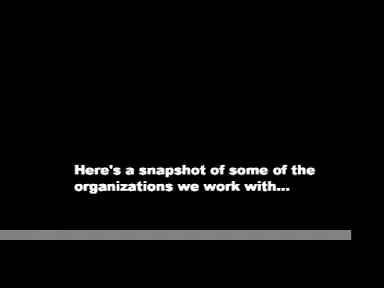 Here's a snapshot of some of the
organizations we work with...